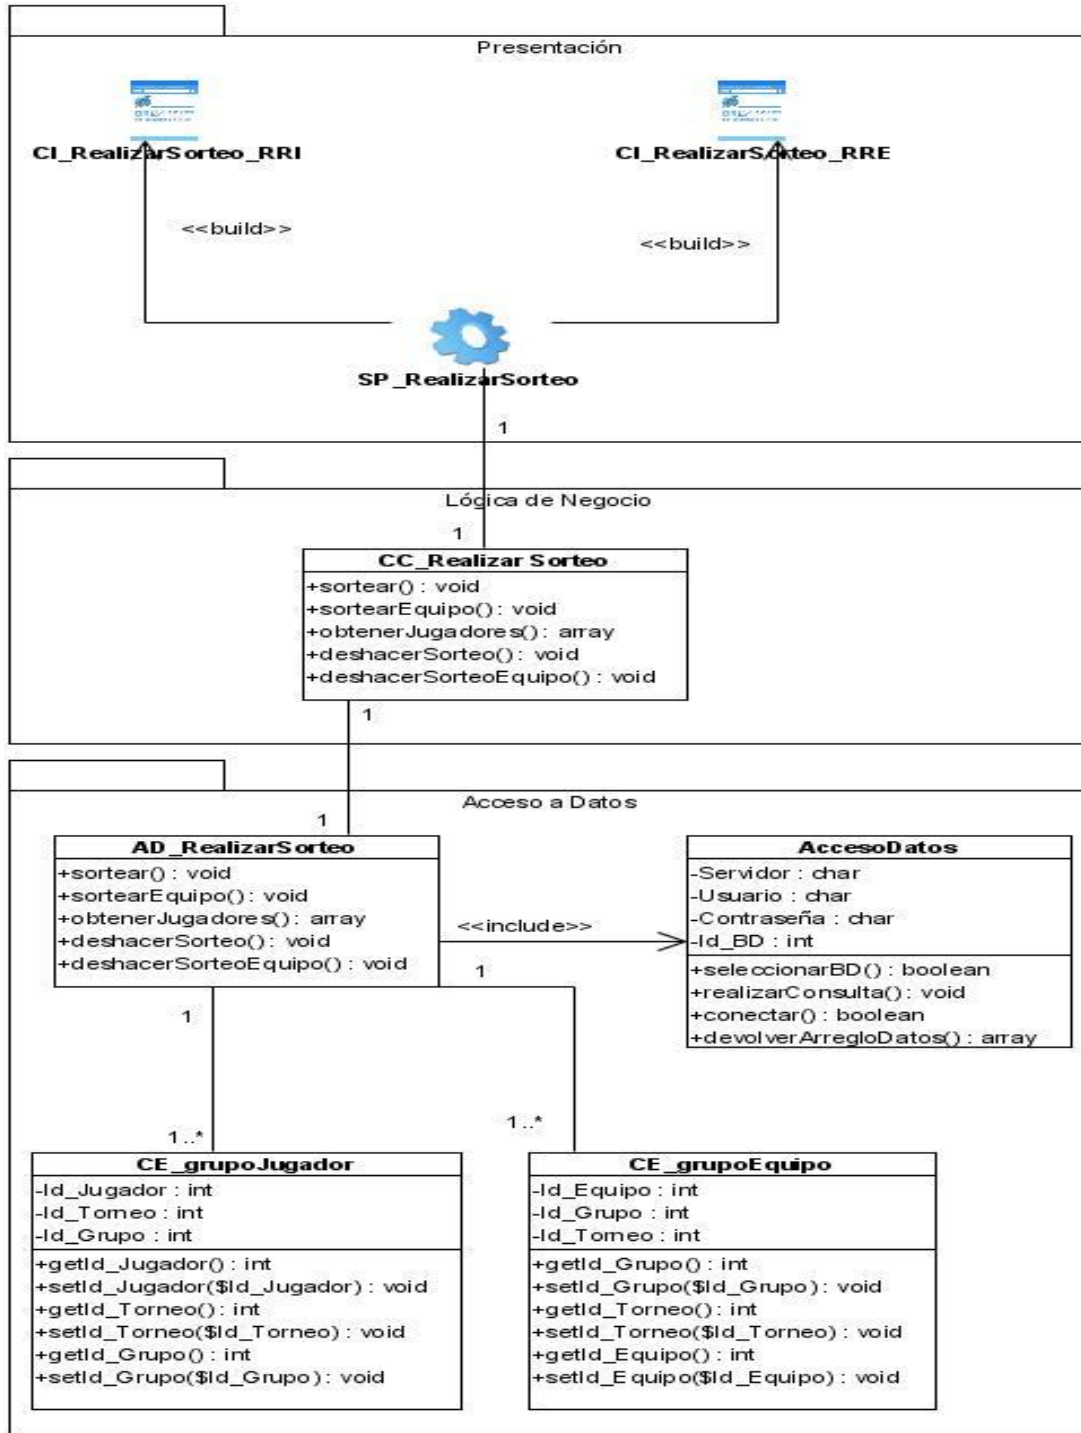 Presentación
CI_RealizarSorteo_RRI
CI_RealizarSorteo_RRE
<<build>>
<<build>>
SP_RealizarSorteo
1
Lógica de Negocio
1
CC_Realizar Sorteo
+sortear() : void
+sortearEquipo() : void
+obtenerJugadores() : array
+deshacerSorteo() : void
+deshacerSorteoEquipo() : void
1
Acceso a Datos
1
AD_RealizarSorteo
+sortear() : void
+sortearEquipo() : void
+obtenerJugadores() : array
+deshacerSorteo() : void
+deshacerSorteoEquipo() : void
<<include>>
AccesoDatos
-Servidor : char
-Usuario : char
-Contraseña : char
-Id_BD : int
+seleccionarBD() : boolean
+realizarConsulta() : void
+conectar() : boolean
+devolverArregloDatos() : array
1
1
1..*
1..*
CE_grupoJugador
-Id_Jugador : int
-Id_Torneo : int
-Id_Grupo : int
+getId_Jugador() : int
+setId_Jugador($Id_Jugador) : void
+getId_Torneo() : int
+setId_Torneo($Id_Torneo) : void
+getId_Grupo() : int
+setId_Grupo($Id_Grupo) : void
CE_grupoEquipo
-Id_Equipo : int
-Id_Grupo : int
-Id_Torneo : int
+getId_Grupo() : int
+setId_Grupo($Id_Grupo) : void
+getId_Torneo() : int
+setId_Torneo($Id_Torneo) : void
+getId_Equipo() : int
+setId_Equipo($Id_Equipo) : void